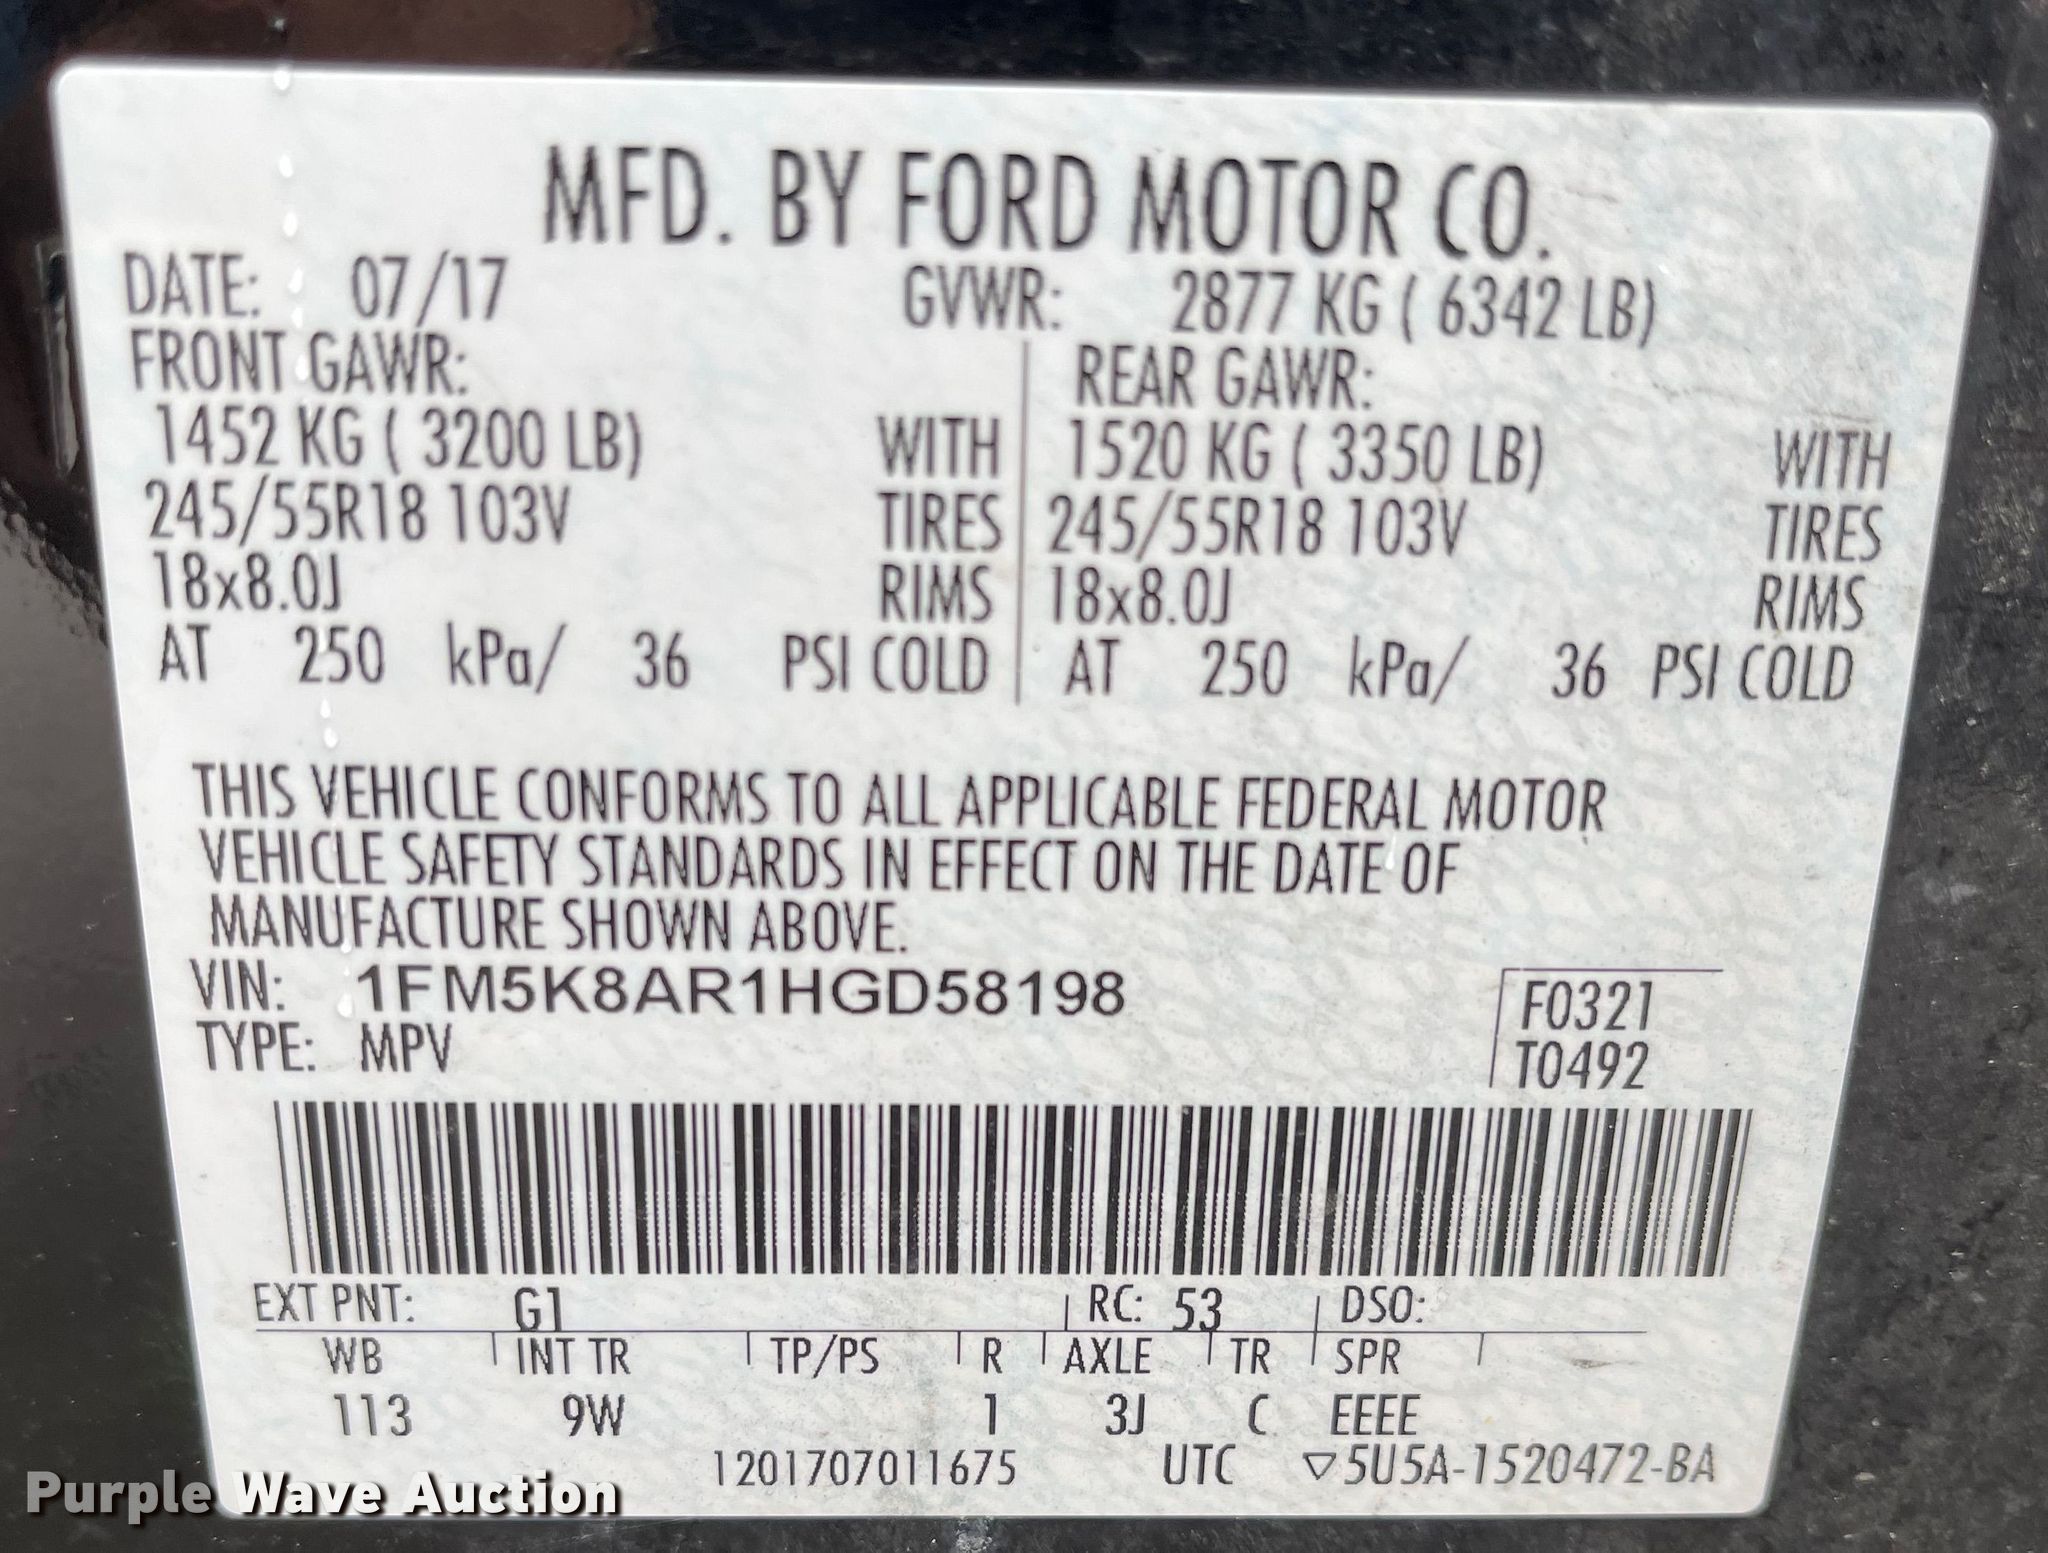 MFD. BY FORD MOTOR CO.
DATE: 07/17 GVWR: 2877 KG ( 6342 LB)
FRONT GAWR: REAR GAWR:
1452 KG ( 3200 LB) WITH 1520 KG ( 3350 LB) WITH
245/55R18 103V TIRES 245/55R18 103V TIRES
18x8.0J RIMS 18x8.0J RIMS
AT 250 kPa/ 36 PSI COLD AT 250 kPa/ 36 PSI COLD
THIS VEHICLE CONFORMS TO ALL APPLICABLE FEDERAL MOTOR
VEHICLE SAFETY STANDARDS IN EFFECT ON THE DATE OF
MANUFACTURE SHOWN ABOVE.
VIN: 1FM5K8AR1HGD58198
F0321
TYPE: MPV
T0492
EXT PNT: G1 RC: 53 DSO:
WB INT TR TP/PS R AXLE TR SPR
113 9W 1 3J C EEEE
1201707011675 UTC ▽5U5A-1520472-BA
Purple Wave Auction